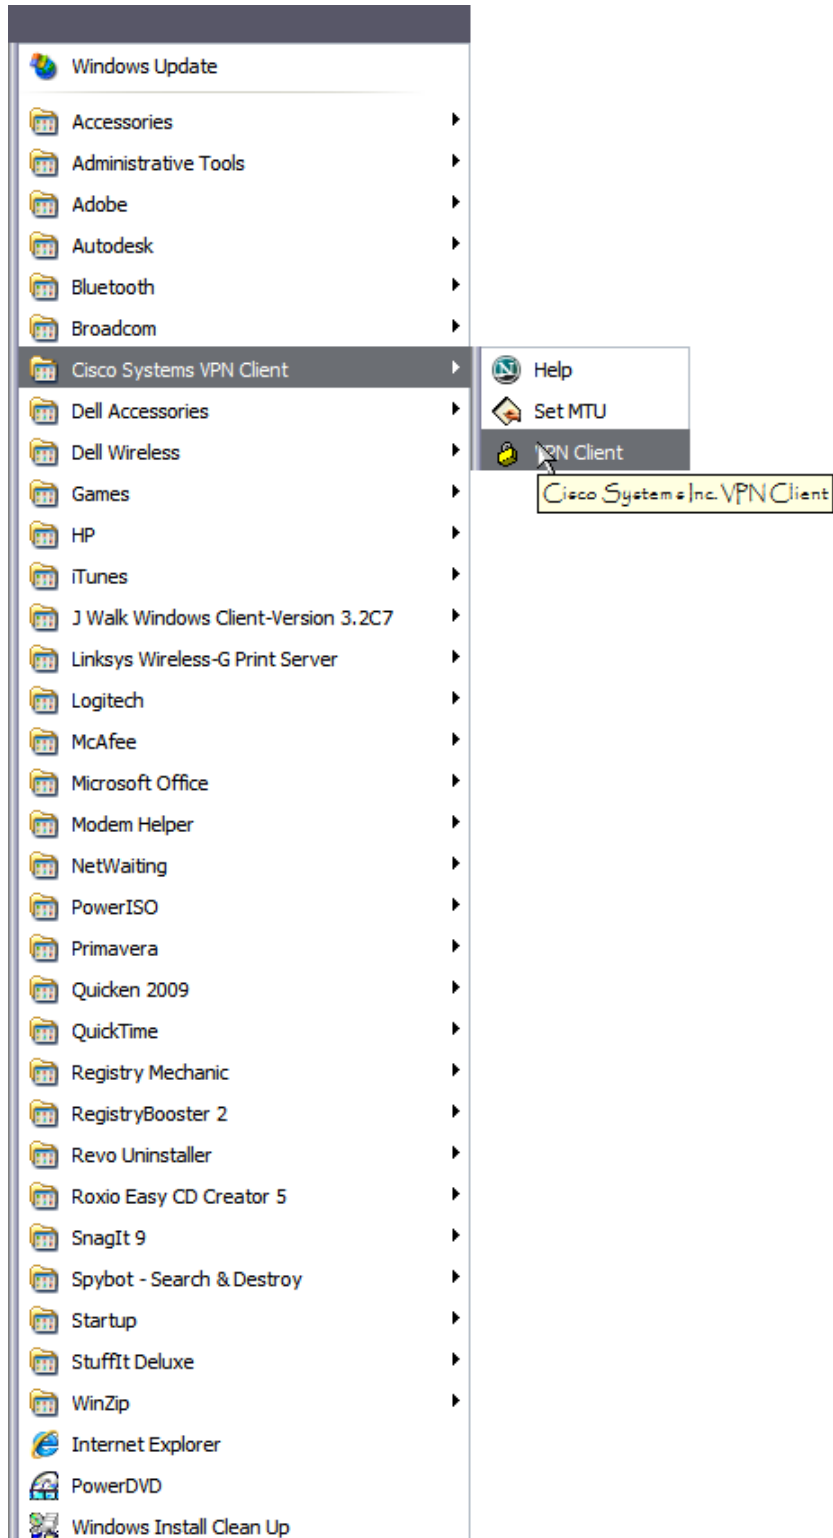 Windows Update
Accessories
Administrative Tools
Adobe
Autodesk
Bluetooth
Broadcom
Cisco Systems VPN Client
Help
Set MTU
VPN Client
Cisco Systems Inc. VPN Client
Dell Accessories
Dell Wireless
Games
HP
iTunes
J Walk Windows Client-Version 3.2C7
Linksys Wireless-G Print Server
Logitech
McAfee
Microsoft Office
Modem Helper
NetWaiting
PowerISO
Primavera
Quicken 2009
QuickTime
Registry Mechanic
RegistryBooster 2
Revo Uninstaller
Roxio Easy CD Creator 5
SnagIt 9
Spybot - Search & Destroy
Startup
StuffIt Deluxe
WinZip
Internet Explorer
PowerDVD
Windows Install Clean Up